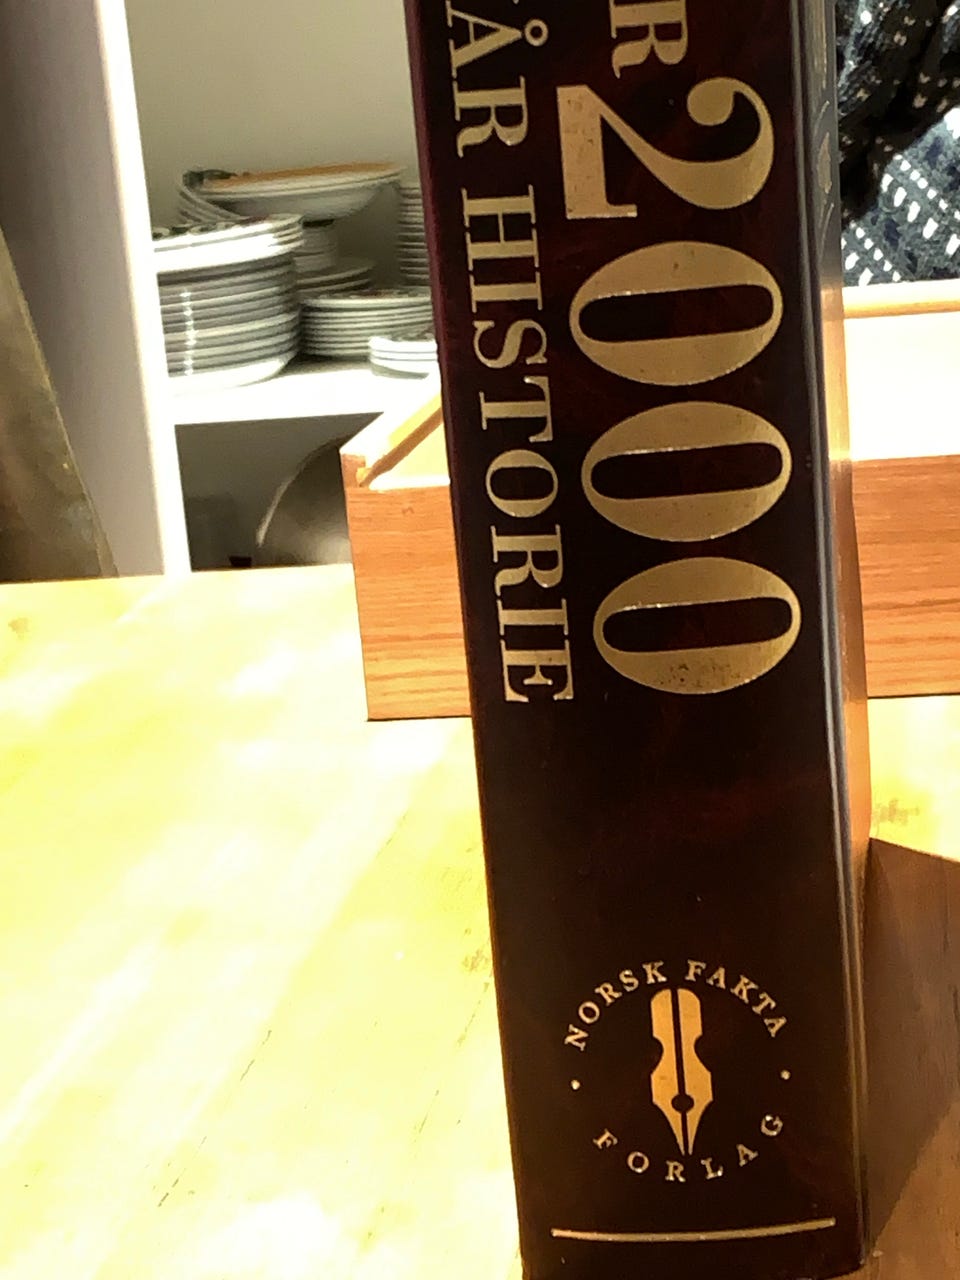 R 2000
ÅR HISTORIE
NORSK FAKTA
FORLAG